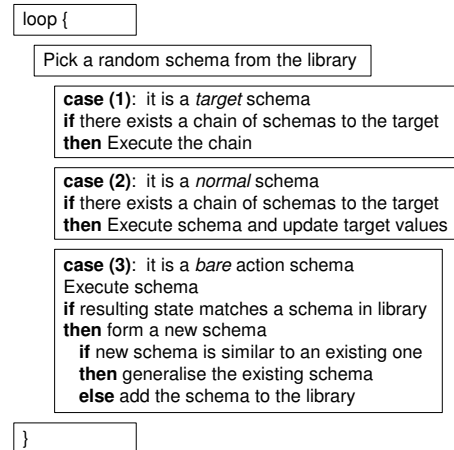 loop {
Pick a random schema from the library
case (1): it is a target schema
if there exists a chain of schemas to the target
then Execute the chain
case (2): it is a normal schema
if there exists a chain of schemas to the target
then Execute schema and update target values
case (3): it is a bare action schema
Execute schema
if resulting state matches a schema in library
then form a new schema
if new schema is similar to an existing one
then generalise the existing schema
else add the schema to the library
}